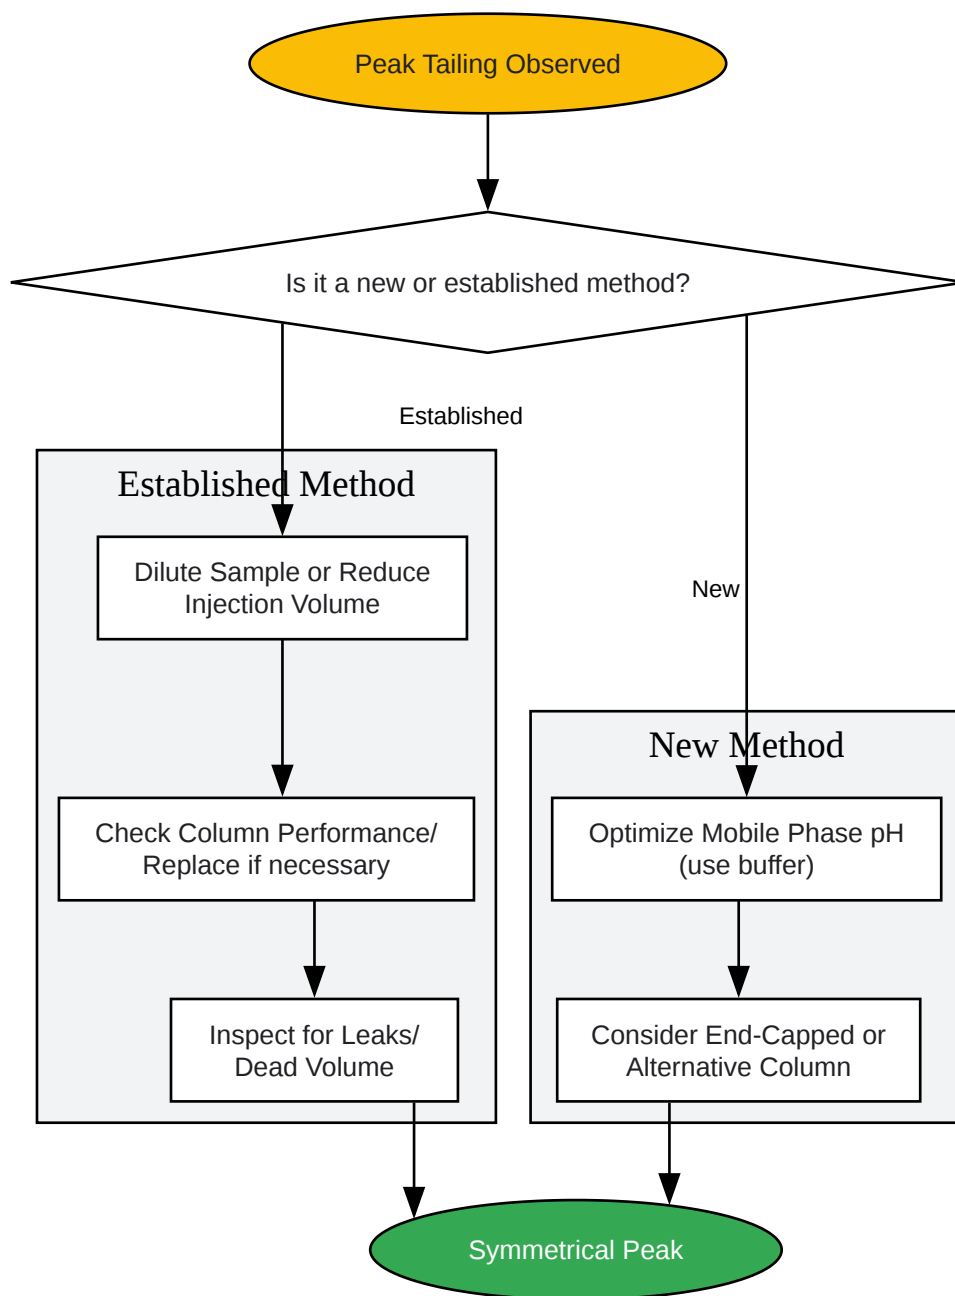 Peak Tailing Observed
Is it a new or established method?
Established
Established Method
Dilute Sample or Reduce
Injection Volume
Check Column Performance/
Replace if necessary
Inspect for Leaks/
Dead Volume
New
New Method
Optimize Mobile Phase pH
(use buffer)
Consider End-Capped or
Alternative Column
Symmetrical Peak